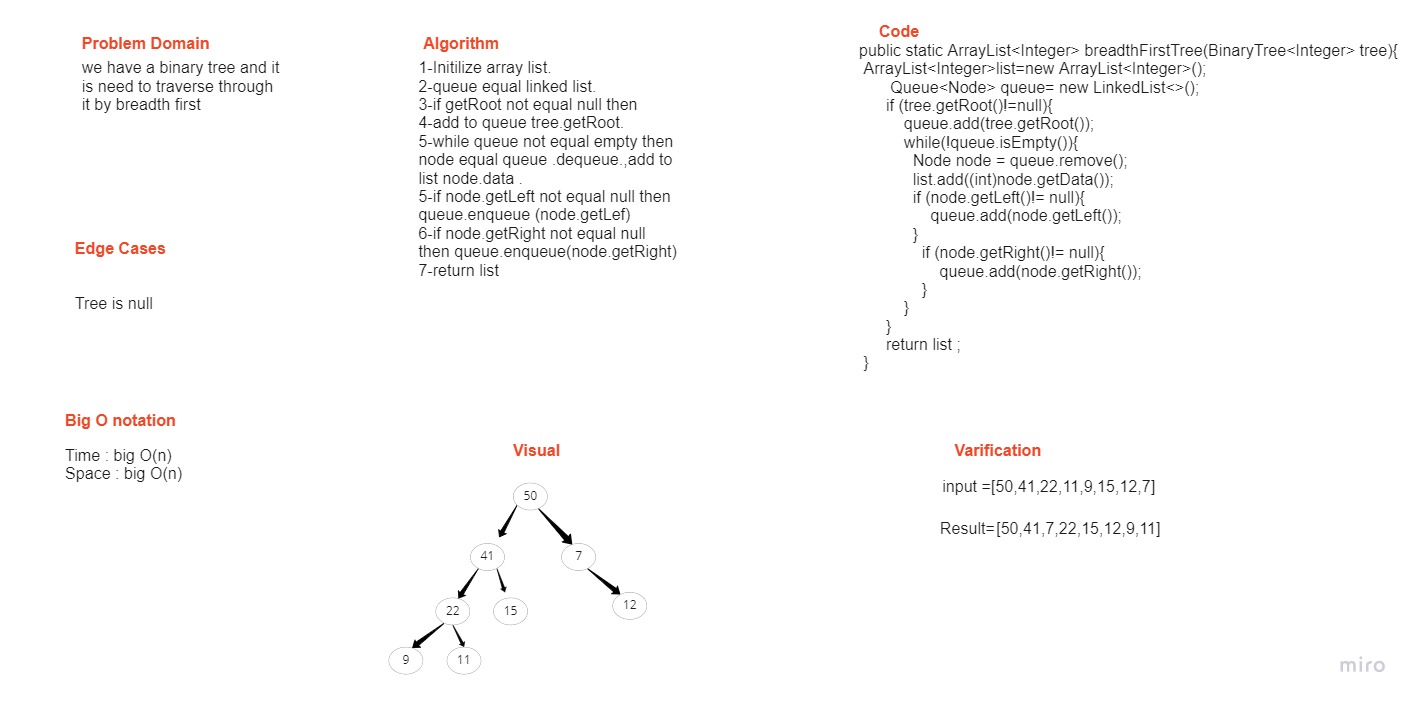 Problem Domain
we have a binary tree and it
is need to traverse through
it by breadth first
Edge Cases
Tree is null
Big O notation
Time : big O(n)
Space : big O(n)
Algorithm
1-Initilize array list.
2-queue equal linked list.
3-if getRoot not equal null then
4-add to queue tree.getRoot.
5-while queue not equal empty then
node equal queue .dequeue.,add to
list node.data .
5-if node.getLeft not equal null then
queue.enqueue (node.getLef)
6-if node.getRight not equal null
then queue.enqueue(node.getRight)
7-return list
Visual
50
41
7
22
15
12
9
11
Code
public static ArrayList<Integer> breadthFirstTree(BinaryTree<Integer> tree){
ArrayList<Integer>list=new ArrayList<Integer>();
Queue<Node> queue= new LinkedList<>();
if (tree.getRoot()!=null){
queue.add(tree.getRoot());
while(!queue.isEmpty()){
Node node = queue.remove();
list.add((int)node.getData());
if (node.getLeft()!= null){
queue.add(node.getLeft());
}
if (node.getRight()!= null){
queue.add(node.getRight());
}
}
}
return list ;
}
Varification
input =[50,41,22,11,9,15,12,7]
Result=[50,41,7,22,15,12,9,11]
miro